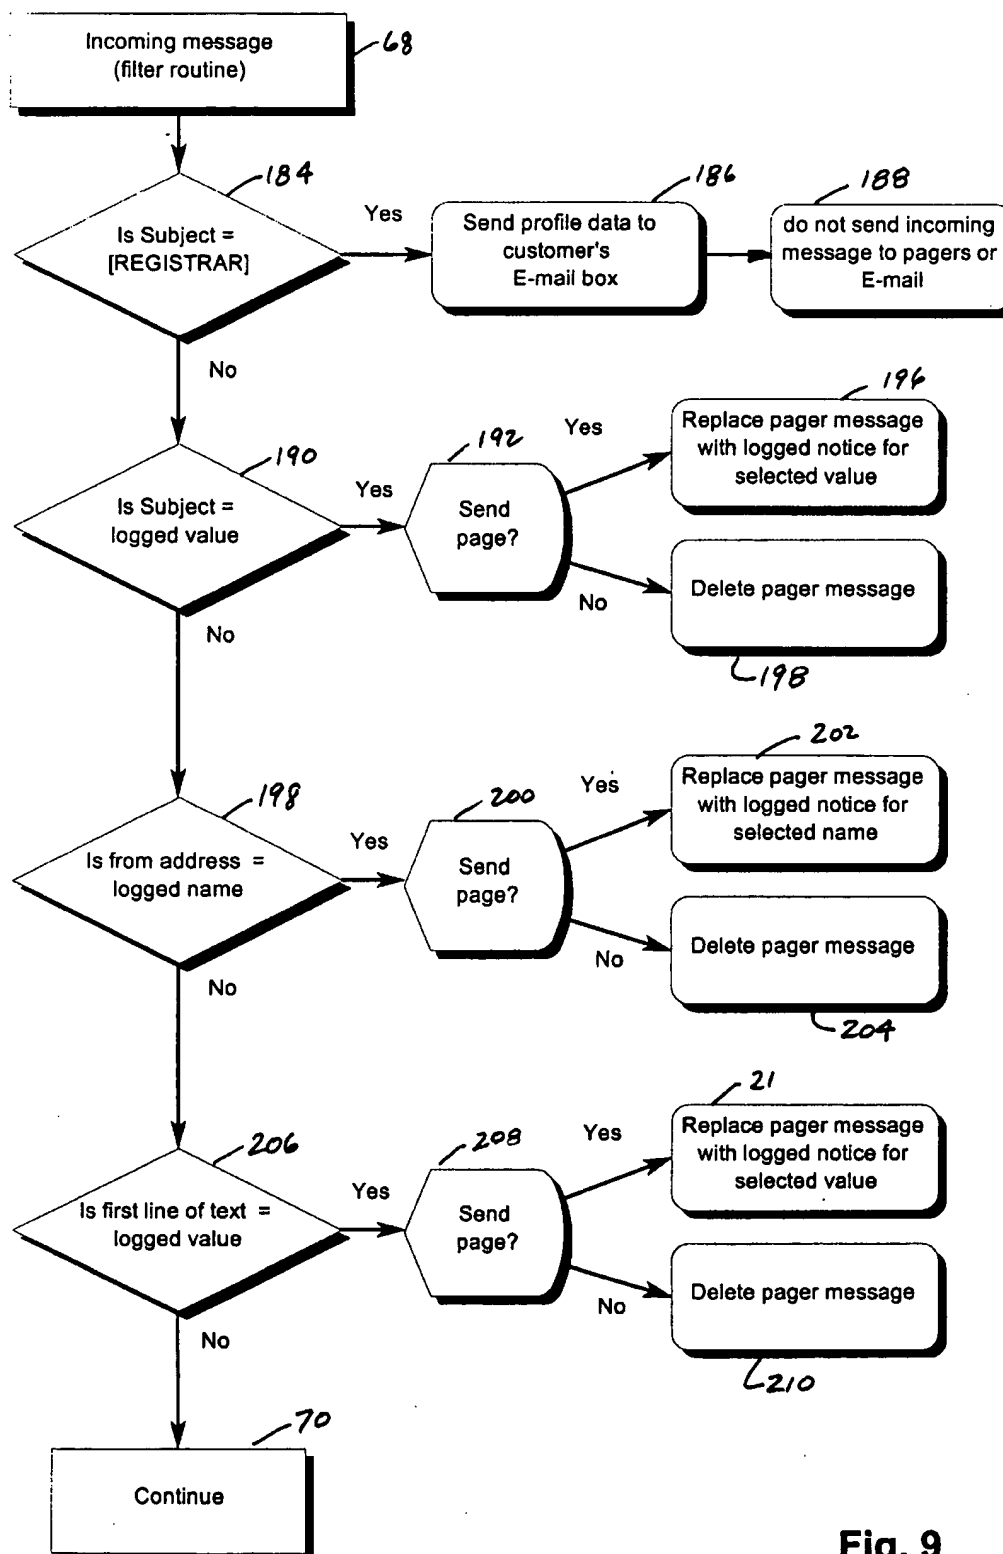 Incoming message
(filter routine)
68
184
Is Subject =
[REGISTRAR]
Yes
186
Send profile data to
customer's
E-mail box
188
do not send incoming
message to pagers or
E-mail
No
190
Is Subject =
logged value
Yes
192
Send
page?
Yes
196
Replace pager message
with logged notice for
selected value
No
Delete pager message
198
No
198
Is from address =
logged name
Yes
200
Send
page?
Yes
202
Replace pager message
with logged notice for
selected name
No
Delete pager message
204
No
206
Is first line of text =
logged value
Yes
208
Send
page?
Yes
21
Replace pager message
with logged notice for
selected value
No
Delete pager message
210
No
70
Continue
Fig. 9